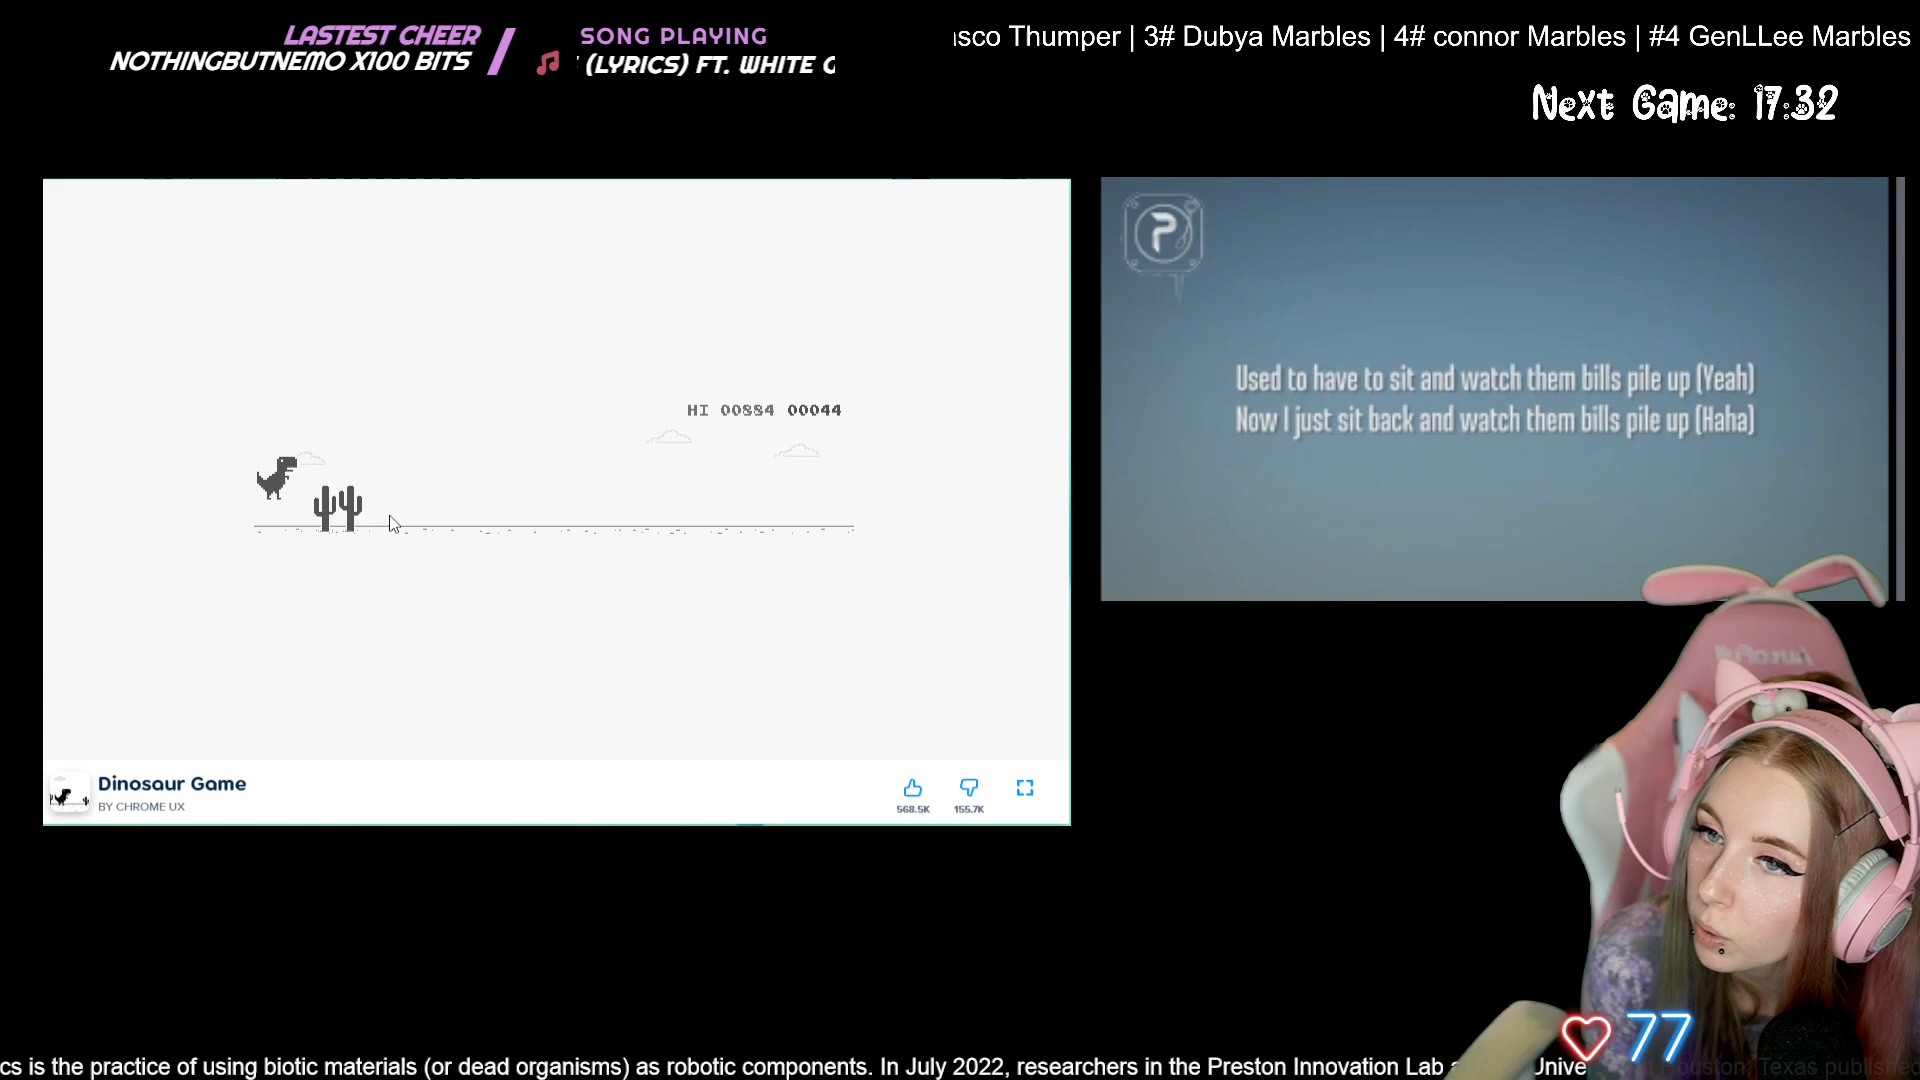 LASTEST CHEER
NOTHINGBUTNEMO X100 BITS
SONG PLAYING
(LYRICS) FT. WHITE
Thumper | 3# Dubya Marbles | 4# connor Marbles | #4 GenLLee Marbles
Next Game: 17:32
HI 00884 00044
Used to have to sit and watch them bills pile up (Yeah)
Now I just sit back and watch them bills pile up (Haha)
Dinosaur Game
BY CHROME UX
568.5K
155.7K
77
is the practice of using biotic materials (or dead organisms) as robotic components. In July 2022, researchers in the Preston Innovation Lab Houston, Texas published